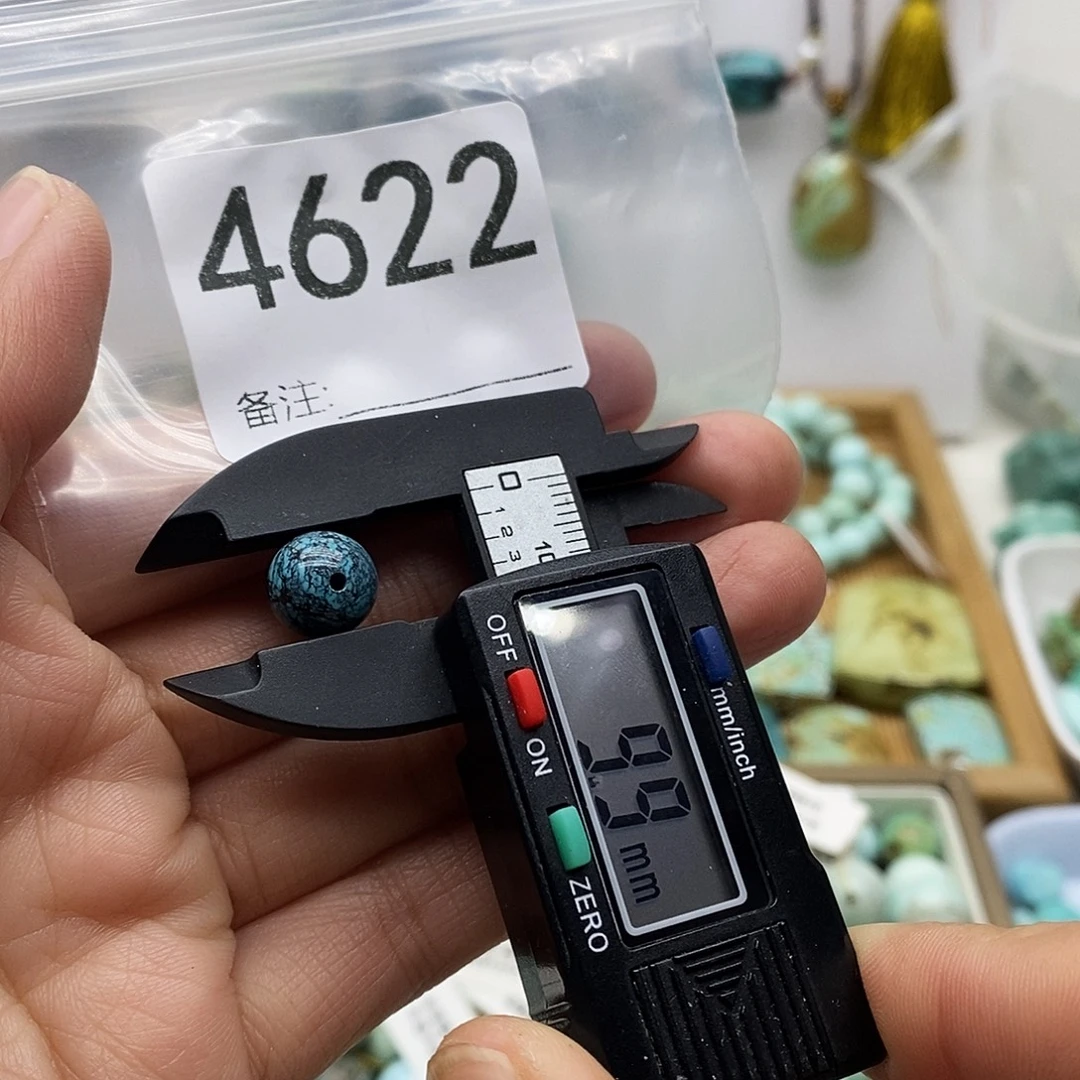 4622
备注:
0
1 2 3
10
OFF
ON
ZERO
mm/inch
9.9 mm